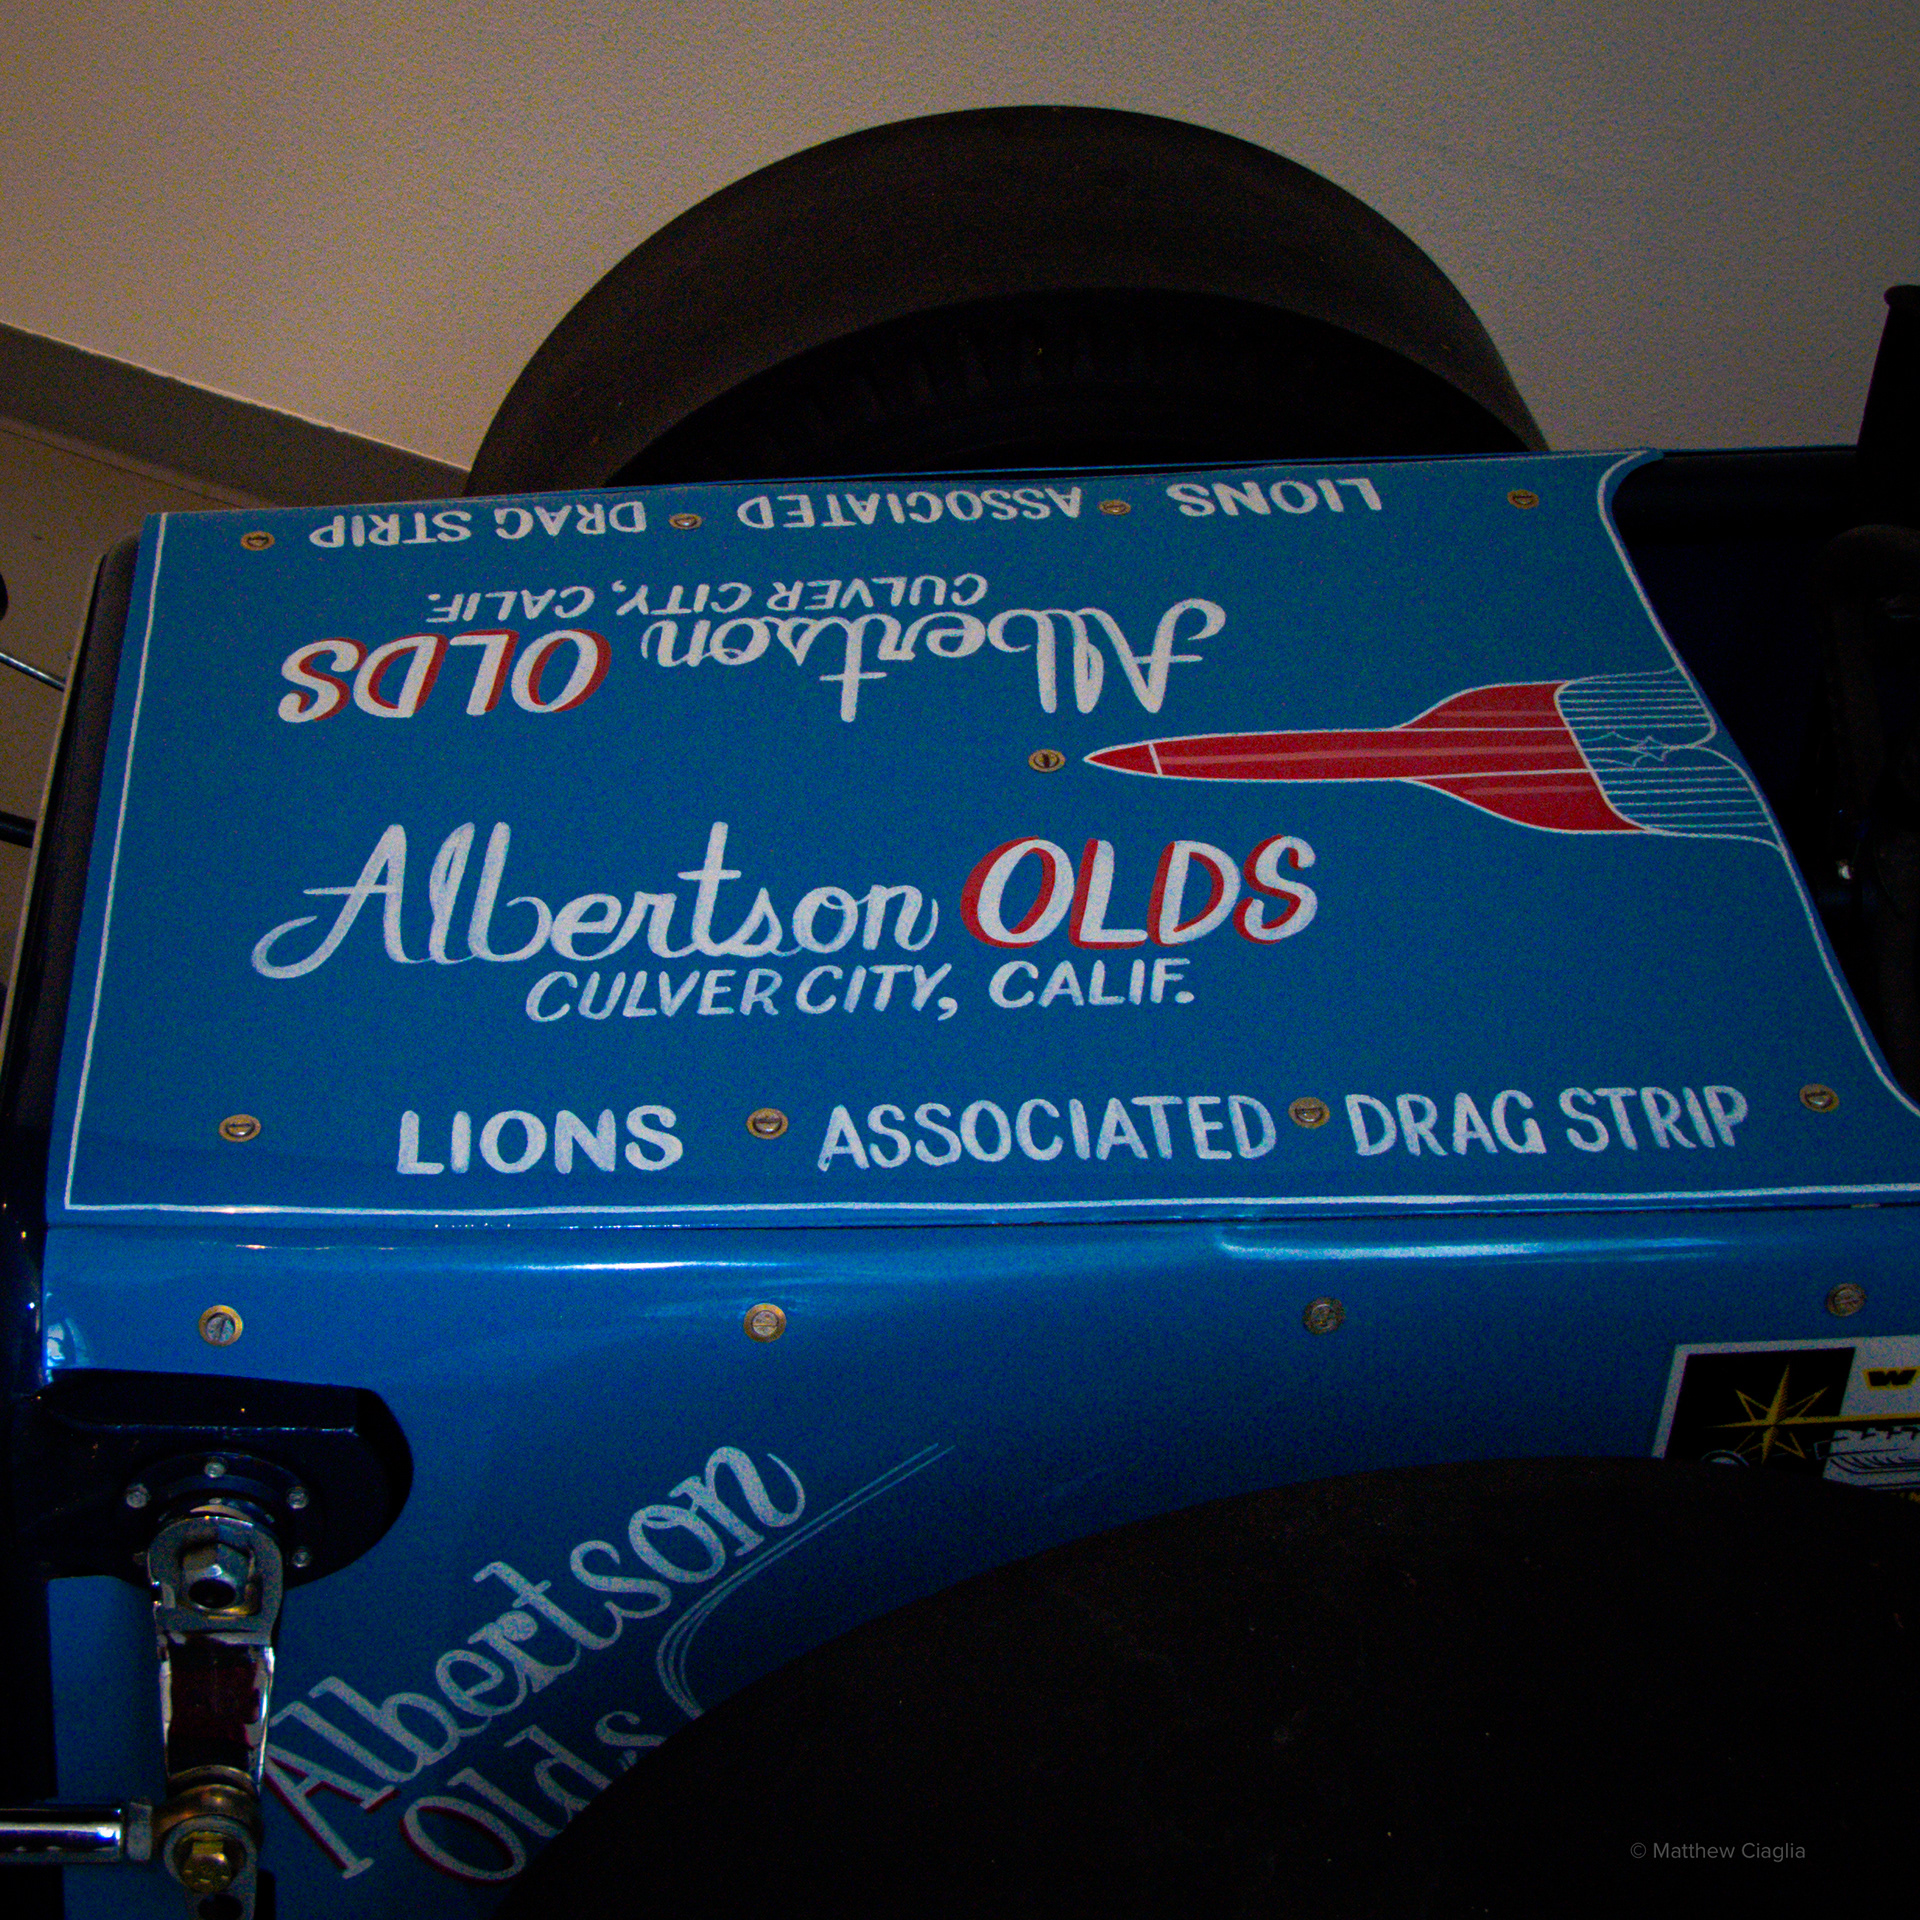 LIONS ASSOCIATED DRAG STRIP
CULVER CITY, CALIF.
Albertson OLDS
Albertson OLDS
CULVER CITY, CALIF.
LIONS ASSOCIATED DRAG STRIP
W
Albertson
Olds
© Matthew Ciaglia